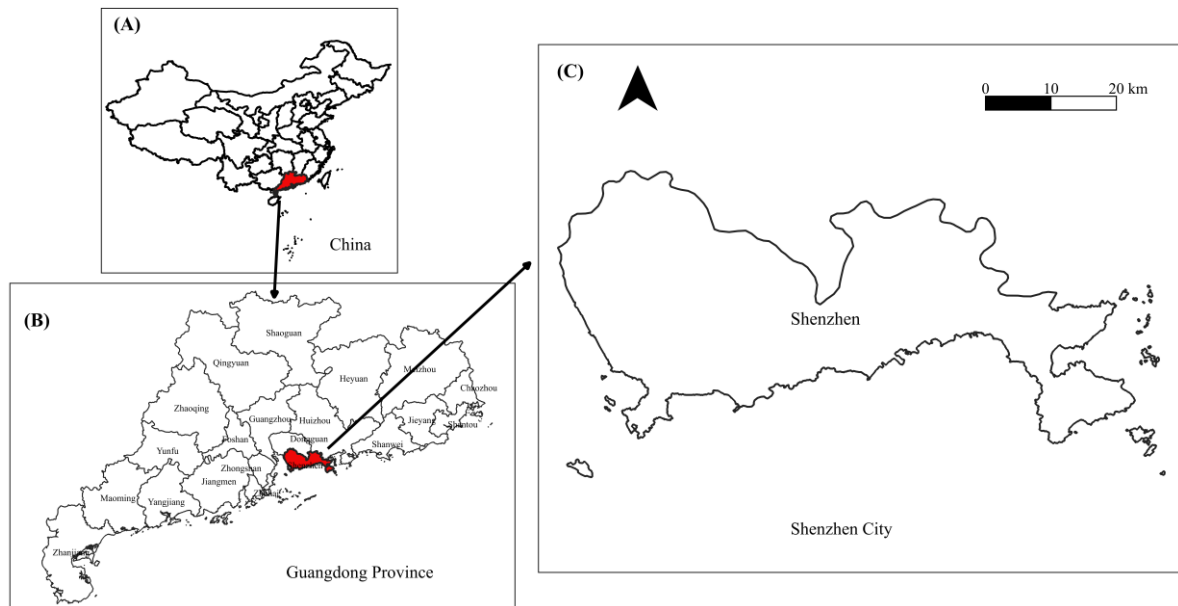 (A)
China
(B)
Shaoguan
Qingyuan
Heyuan
Meizhou
Chaozhou
Zhaoqing
Guangzhou
Huizhou
Jieyang
Shantou
Foshan
Dongguan
Shanwei
Yunfu
Zhongshan
Jiangmen
Maoming
Yangjiang
Zhanjiang
Guangdong Province
(C)
0
10
20 km
Shenzhen
Shenzhen City